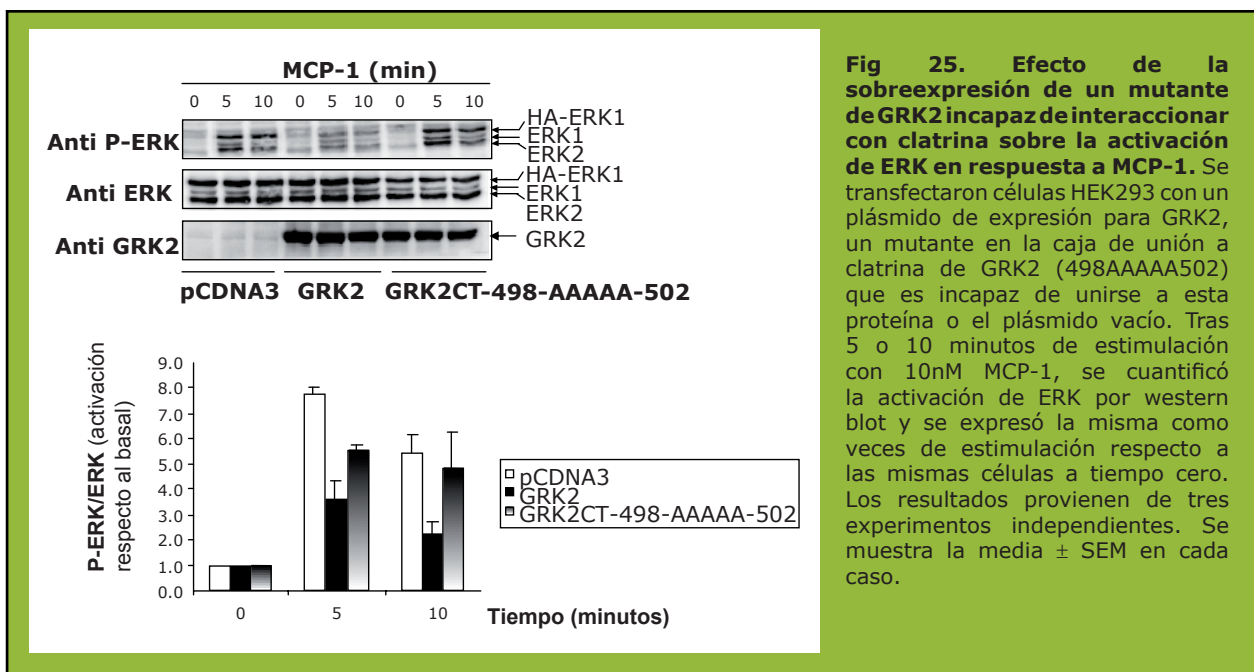 MCP-1 (min)
0 5 10 0 5 10 0 5 10
Anti P-ERK
HA-ERK1
ERK1
ERK2
Anti ERK
HA-ERK1
ERK1
ERK2
Anti GRK2
GRK2
pCDNA3 GRK2 GRK2CT-498-AAAAA-502
P-ERK/ERK (activación
respecto al basal)
9.0
8.0
7.0
6.0
5.0
4.0
3.0
2.0
1.0
0.0
0 5 10
Tiempo (minutos)
pCDNA3
GRK2
GRK2CT-498-AAAAA-502
Fig 25. Efecto de la
sobreexpresión de un mutante
de GRK2 incapaz de interaccionar
con clatrina sobre la activación
de ERK en respuesta a MCP-1. Se
transfectaron células HEK293 con un
plásmido de expresión para GRK2,
un mutante en la caja de unión a
clatrina de GRK2 (498AAAAA502)
que es incapaz de unirse a esta
proteína o el plásmido vacío. Tras
5 o 10 minutos de estimulación
con 10nM MCP-1, se cuantificó
la activación de ERK por western
blot y se expresó la misma como
veces de estimulación respecto a
las mismas células a tiempo cero.
Los resultados provienen de tres
experimentos independientes. Se
muestra la media ± SEM en cada
caso.